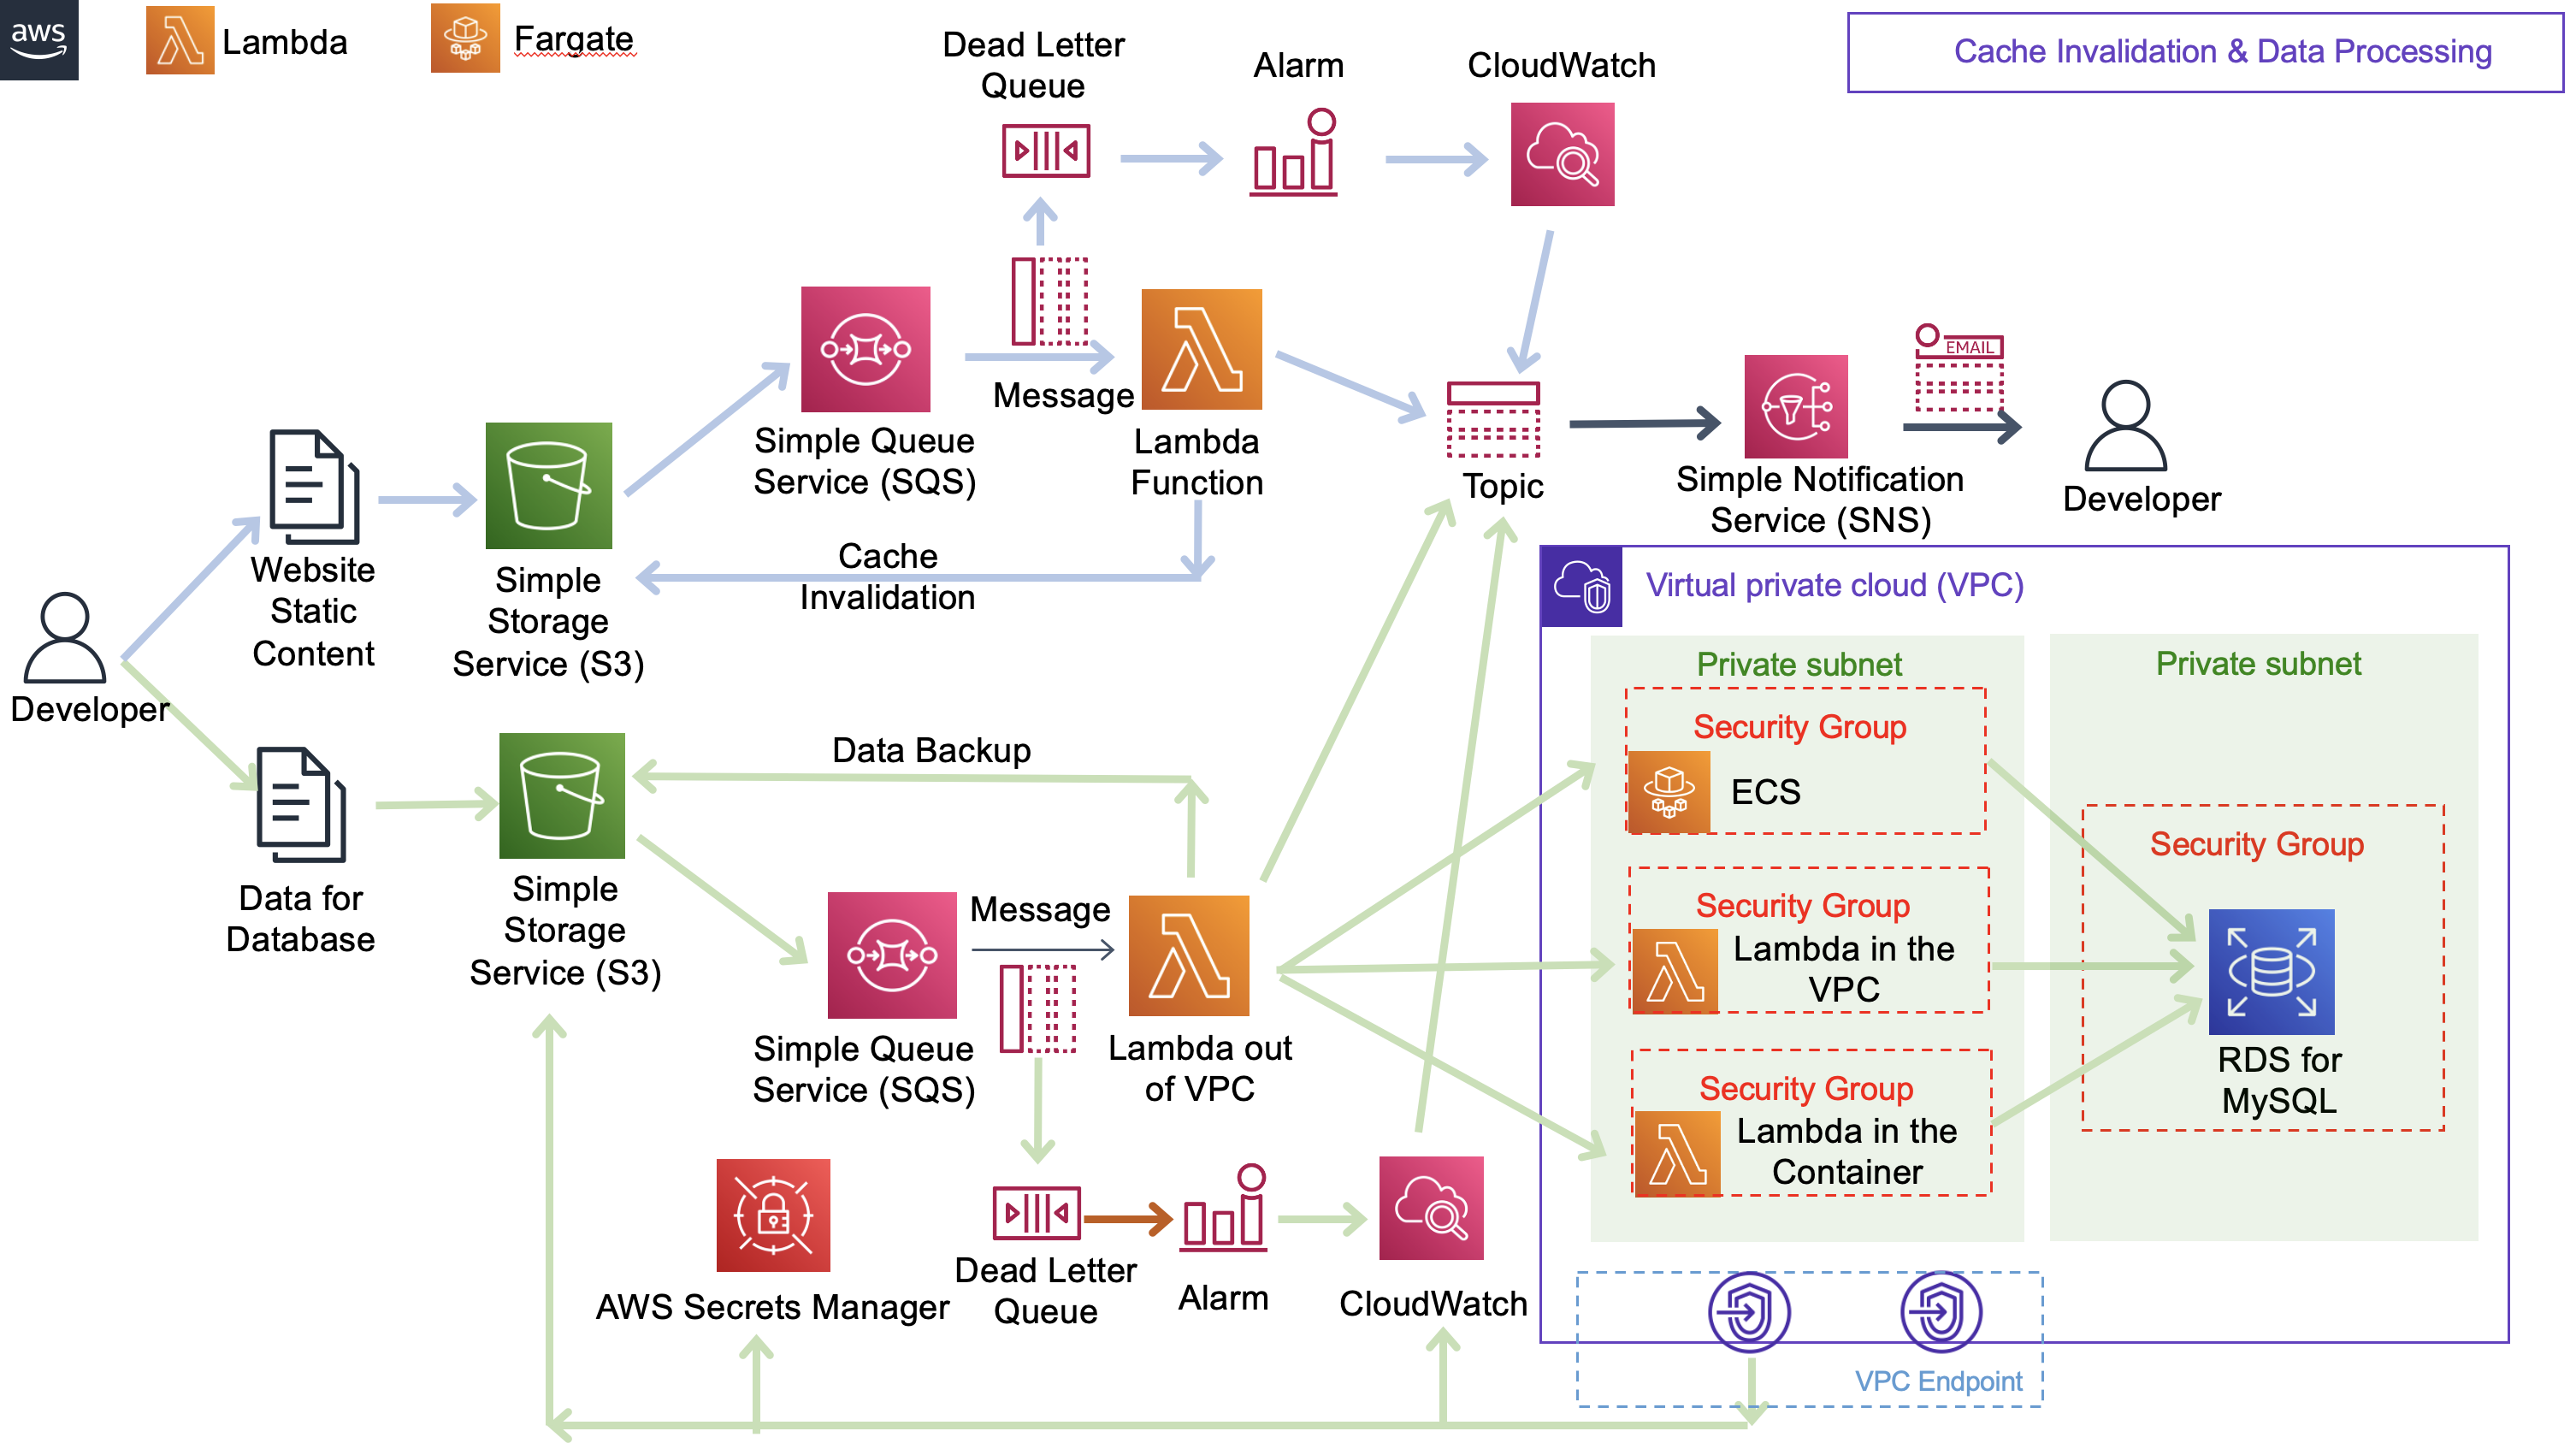 aws
Lambda
Fargate
Dead Letter
Queue
Alarm
CloudWatch
Cache Invalidation & Data Processing
Message
Simple Queue
Service (SQS)
Lambda
Function
Topic
EMAIL
Simple Notification
Service (SNS)
Developer
Website
Static
Content
Simple
Storage
Service (S3)
Cache
Invalidation
Developer
Data for
Database
Simple
Storage
Service (S3)
Data Backup
Simple Queue
Service (SQS)
Message
Lambda out
of VPC
AWS Secrets Manager
Dead Letter
Queue
Alarm
CloudWatch
Virtual private cloud (VPC)
Private subnet
Security Group
ECS
Security Group
Lambda in the
VPC
Security Group
Lambda in the
Container
Private subnet
Security Group
RDS for
MySQL
VPC Endpoint